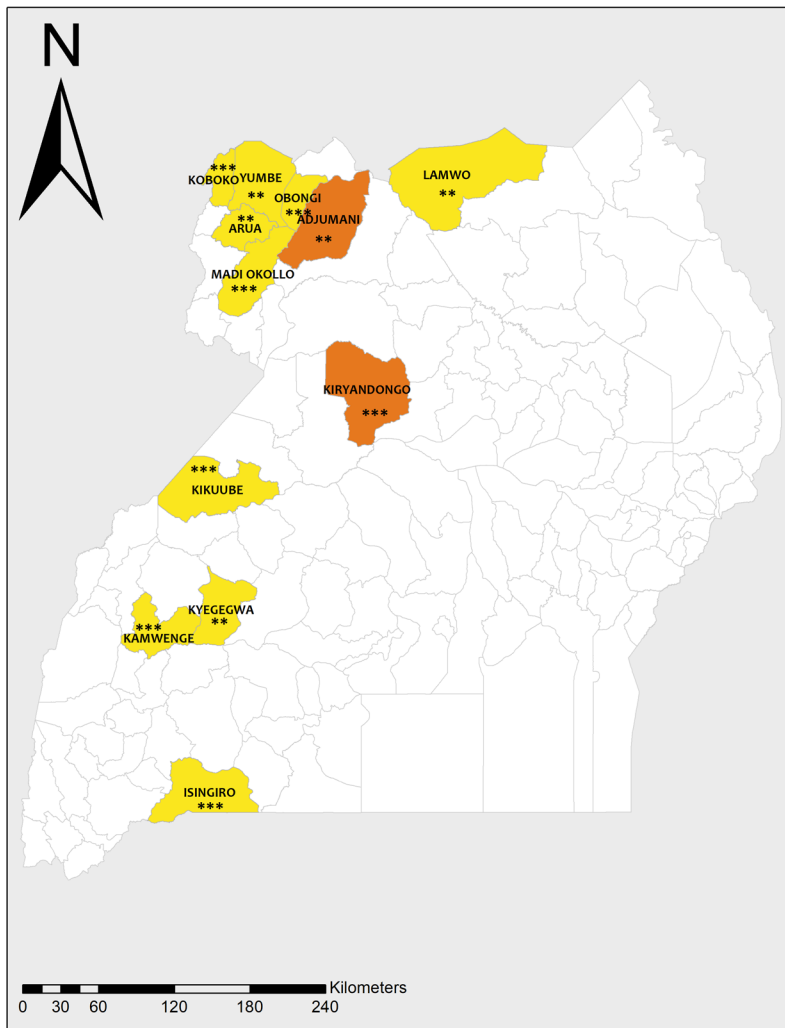 N
LAMWO
**
***
KOBOKO
YUMBE
**
OBONGI
***
ADJUMANI
**
**
ARUA
MADI OKOLLO
***
KIRYANDONGO
***
***
KIKUUBE
KYEGEGWA
**
***
KAMWENGE
ISINGIRO
***
Kilometers
0 30 60 120 180 240